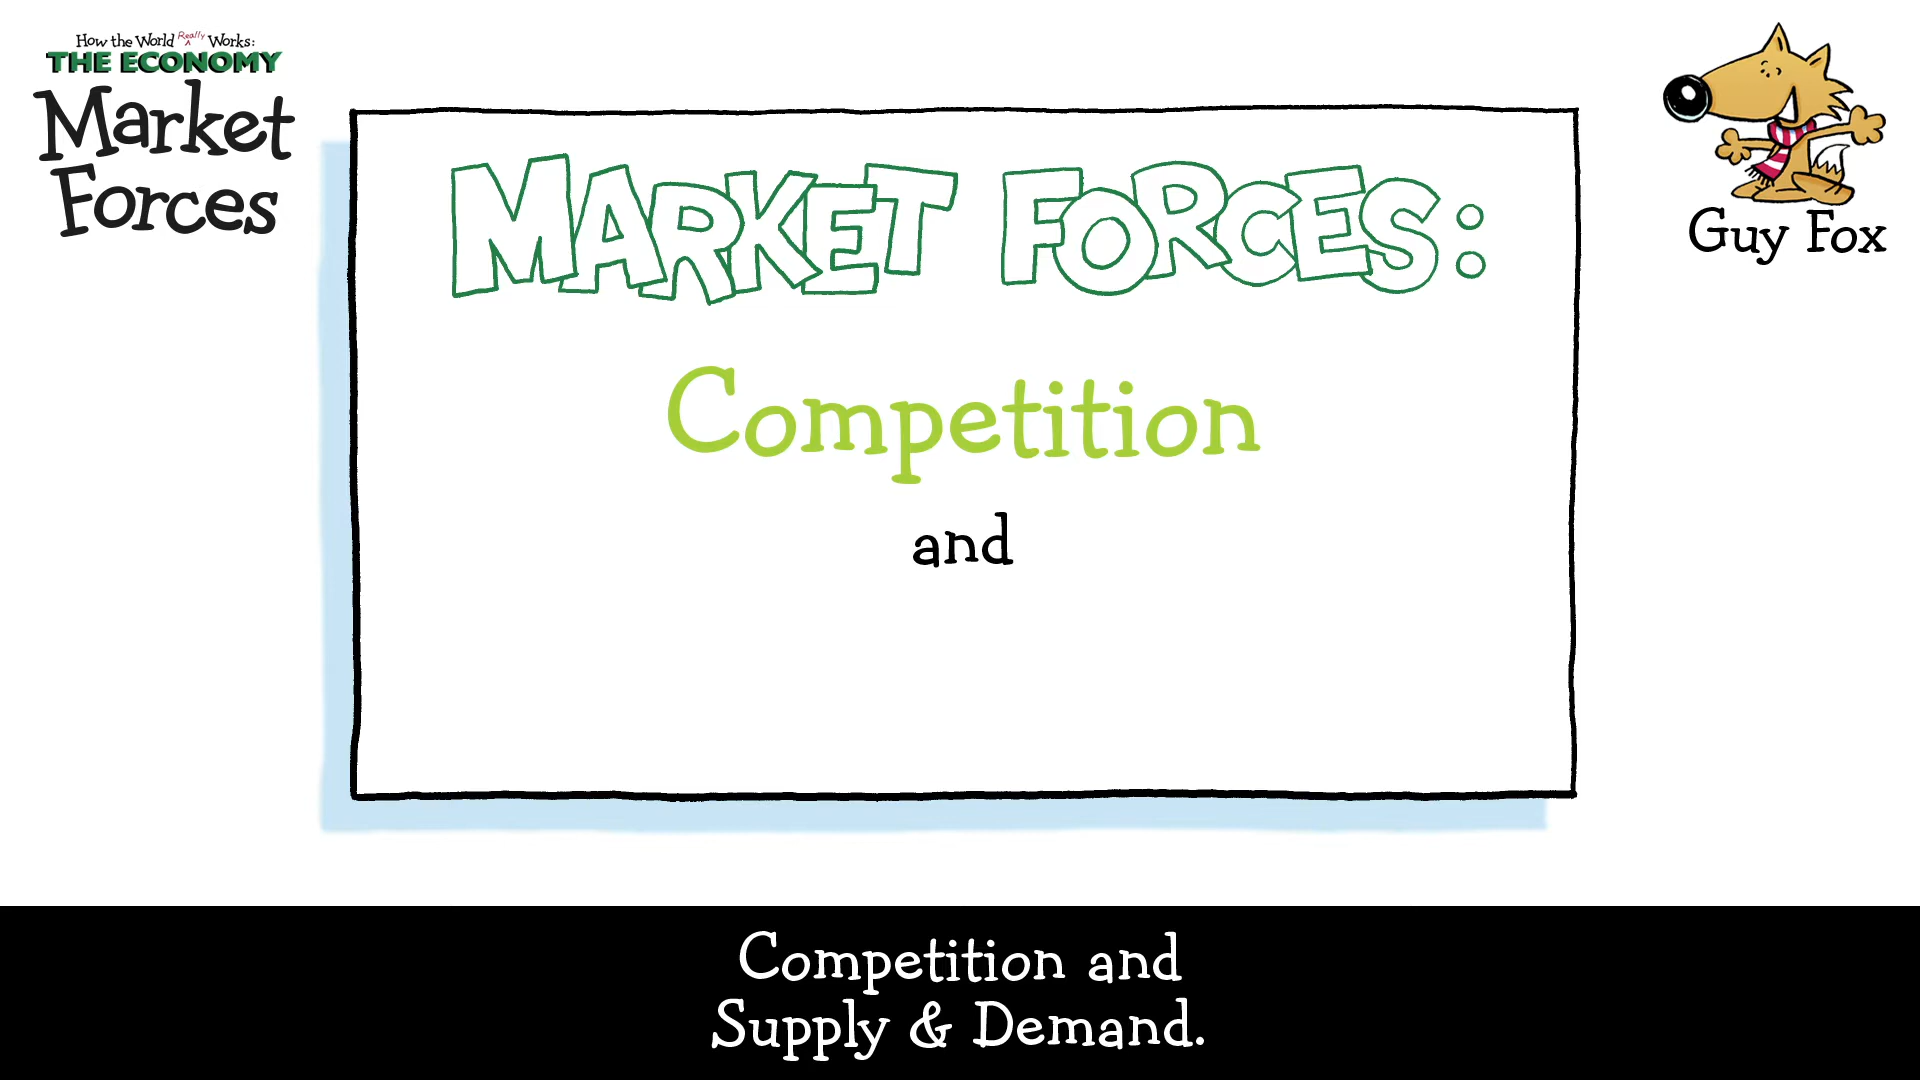 How the World Really Works:
THE ECONOMY
Market
Forces
Guy Fox
MARKET FORCES:
Competition
and
Competition and
Supply & Demand.